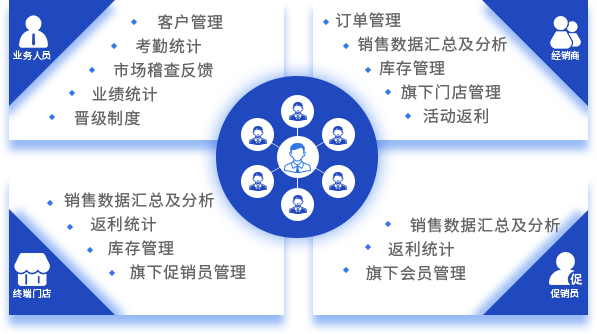 业务人员
客户管理
考勤统计
市场稽查反馈
业绩统计
晋级制度
订单管理
销售数据汇总及分析
库存管理
旗下门店管理
活动返利
经销商
销售数据汇总及分析
返利统计
库存管理
旗下促销员管理
终端门店
销售数据汇总及分析
返利统计
旗下会员管理
促
促销员